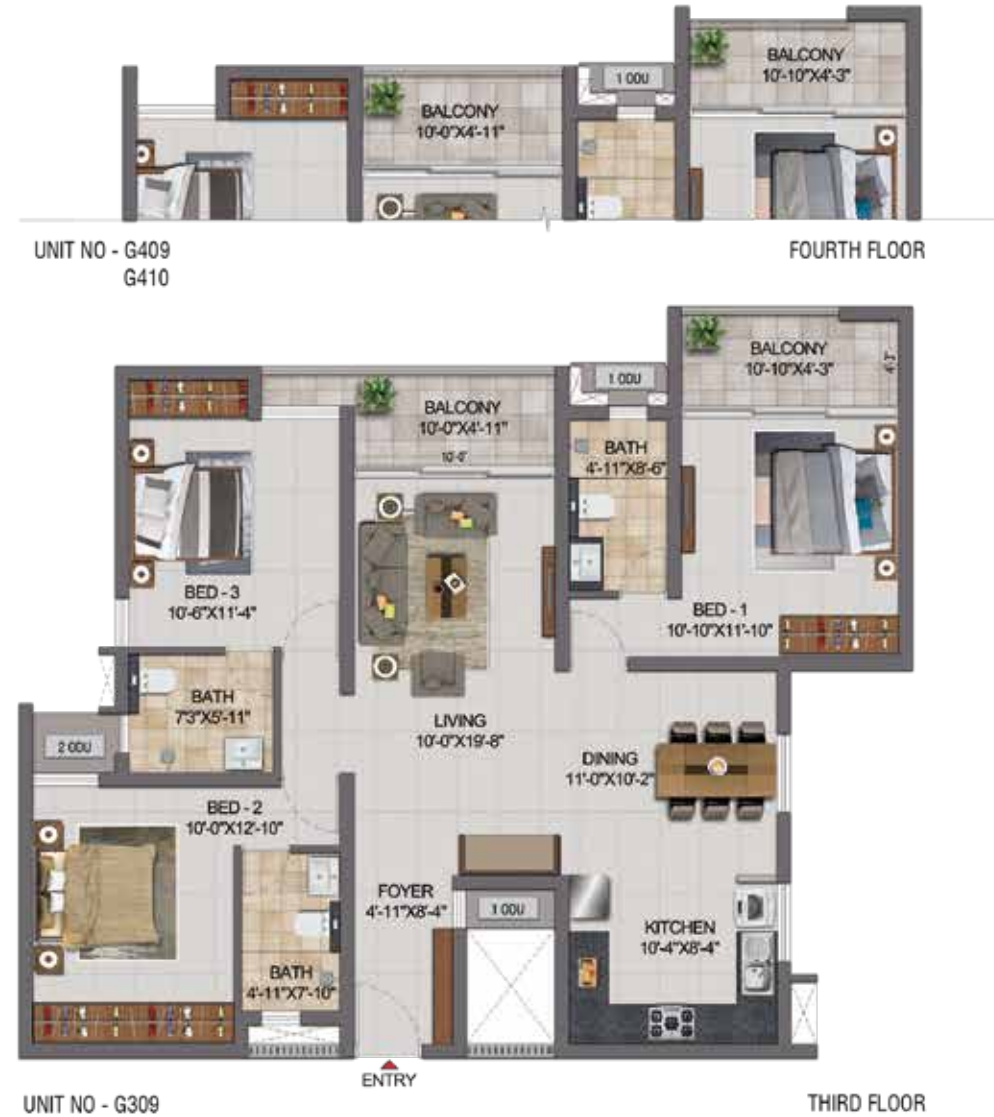 BALCONY
10'-10"X4'-3"
1 ODU
BALCONY
10'-0"X4'-11"
UNIT NO - G409
G410
FOURTH FLOOR
BALCONY
10'-10"X4'-3"
4'-3"
1 ODU
BALCONY
10'-0"X4'-11"
10'-0"
BATH
4'-11"X8'-6"
BED - 3
10'-6"X11'-4"
BED - 1
10'-10"X11'-10"
BATH
7'3"X5'-11"
LIVING
10'-0"X19'-8"
2 ODU
DINING
11'-0"X10'-2"
BED - 2
10'-0"X12'-10"
FOYER
4'-11"X8'-4"
1 ODU
KITCHEN
10'-4"X8'-4"
BATH
4'-11"X7'-10"
ENTRY
UNIT NO - G309
THIRD FLOOR